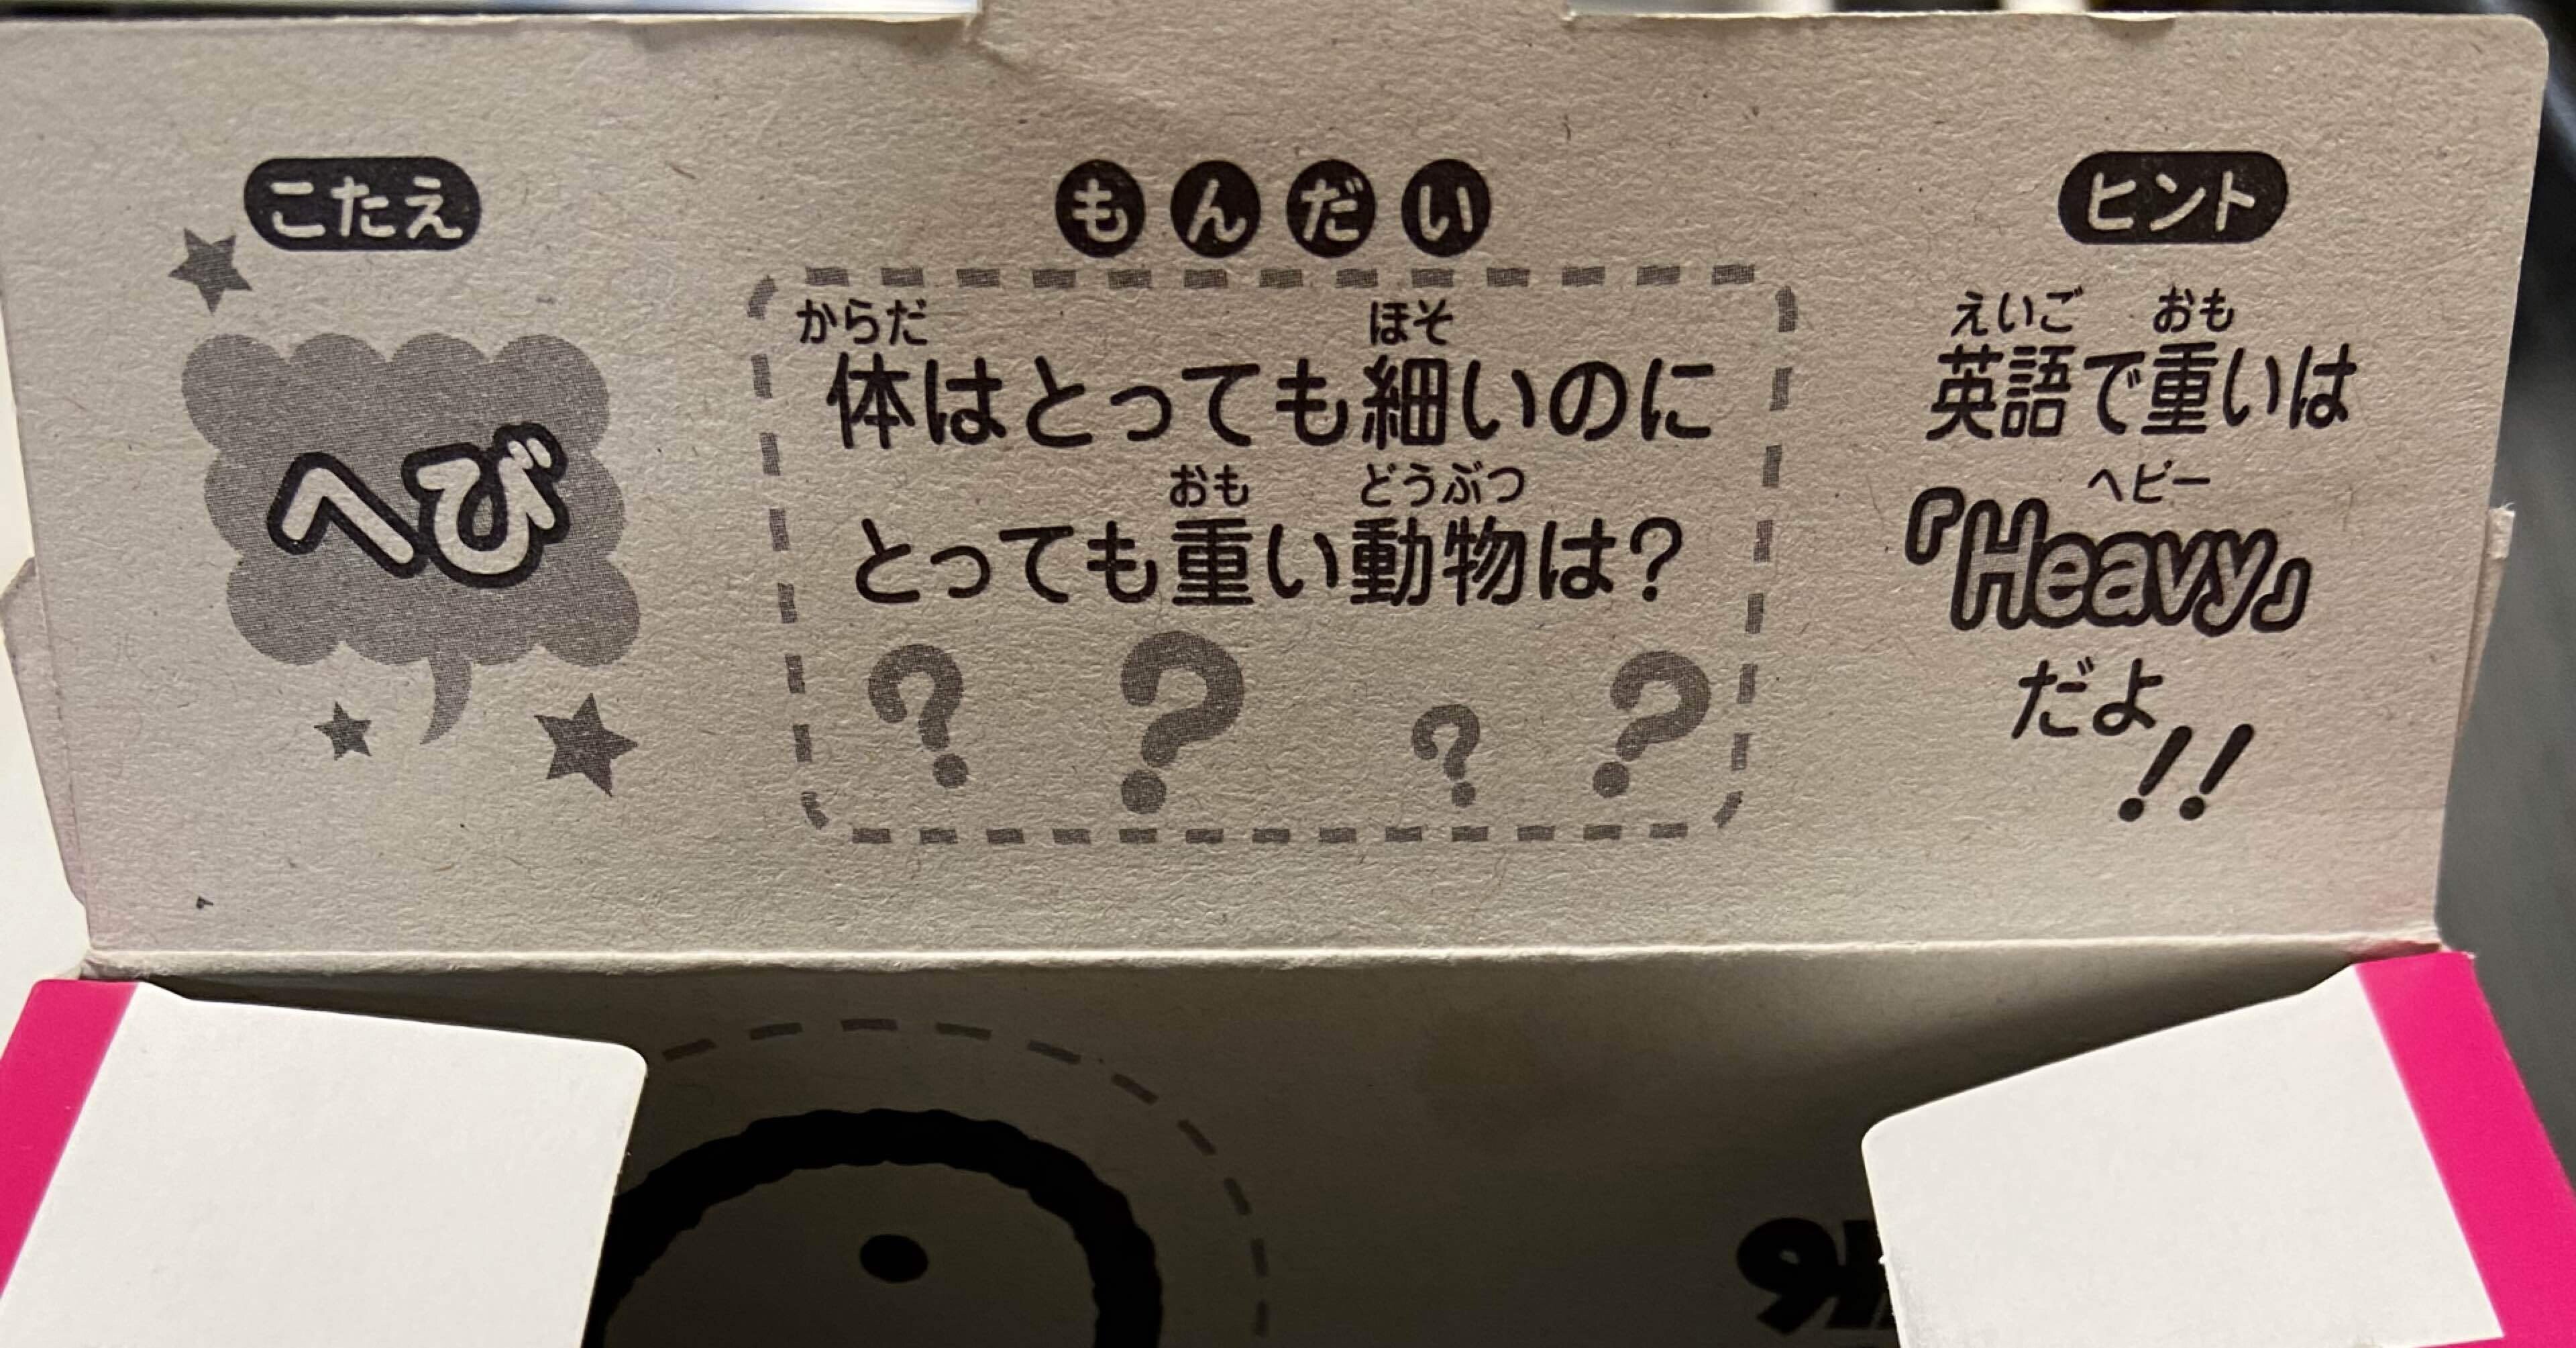 こたえ
へび
もんだい
からだ ほそ
体はとっても細いのに
おも どうぶつ
とっても重い動物は?
? ? ? ?
ヒント
えいご おも
英語で重いは
ヘビー
『Heavy』
だよ!!